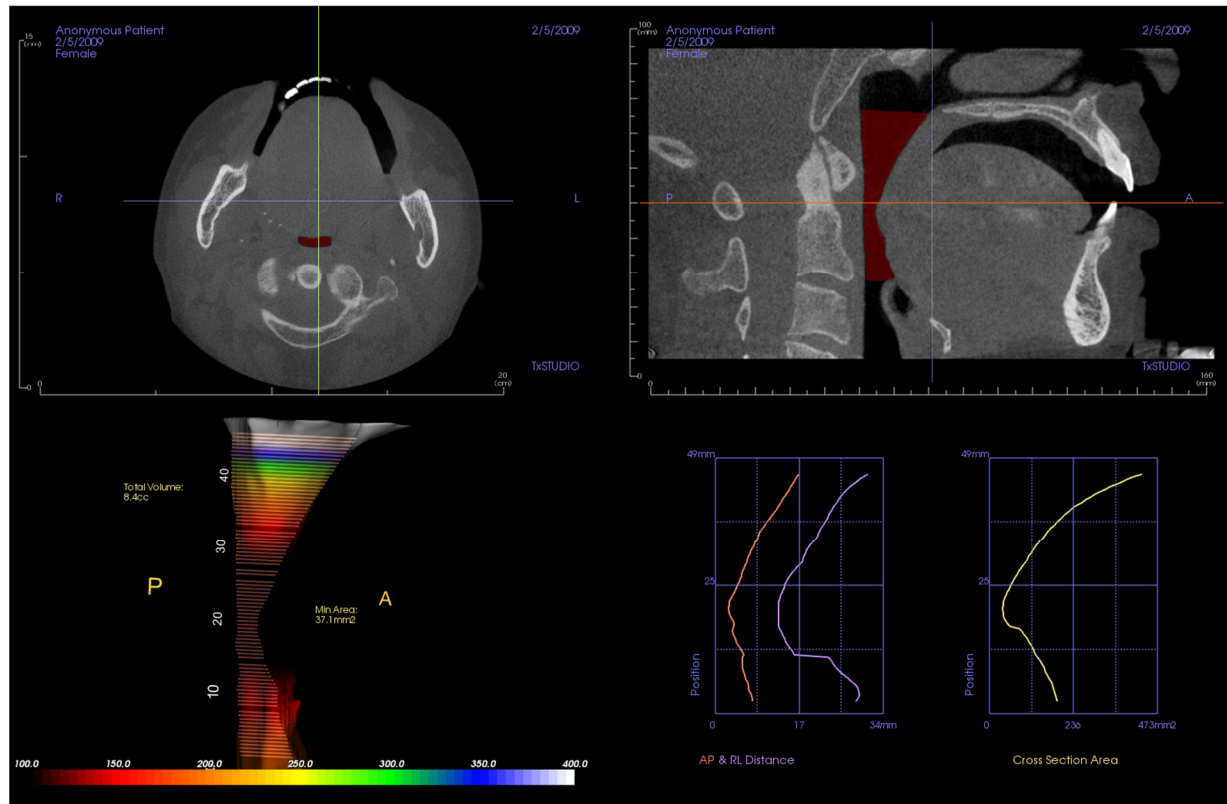 Anonymous Patient
2/5/2009
Female
2/5/2009
15
(cm)
R
L
TxSTUDIO
0
20
(cm)
Anonymous Patient
2/5/2009
Female
2/5/2009
100
(mm)
P
A
TxSTUDIO
0
0
160
(mm)
Total Volume:
8.4cc
40
30
20
10
P
A
Min Area:
37.1mm2
100.0
150.0
200.0
250.0
300.0
350.0
400.0
49mm
25
Position
0
17
34mm
AP & RL Distance
49mm
25
Position
0
236
473mm2
Cross Section Area